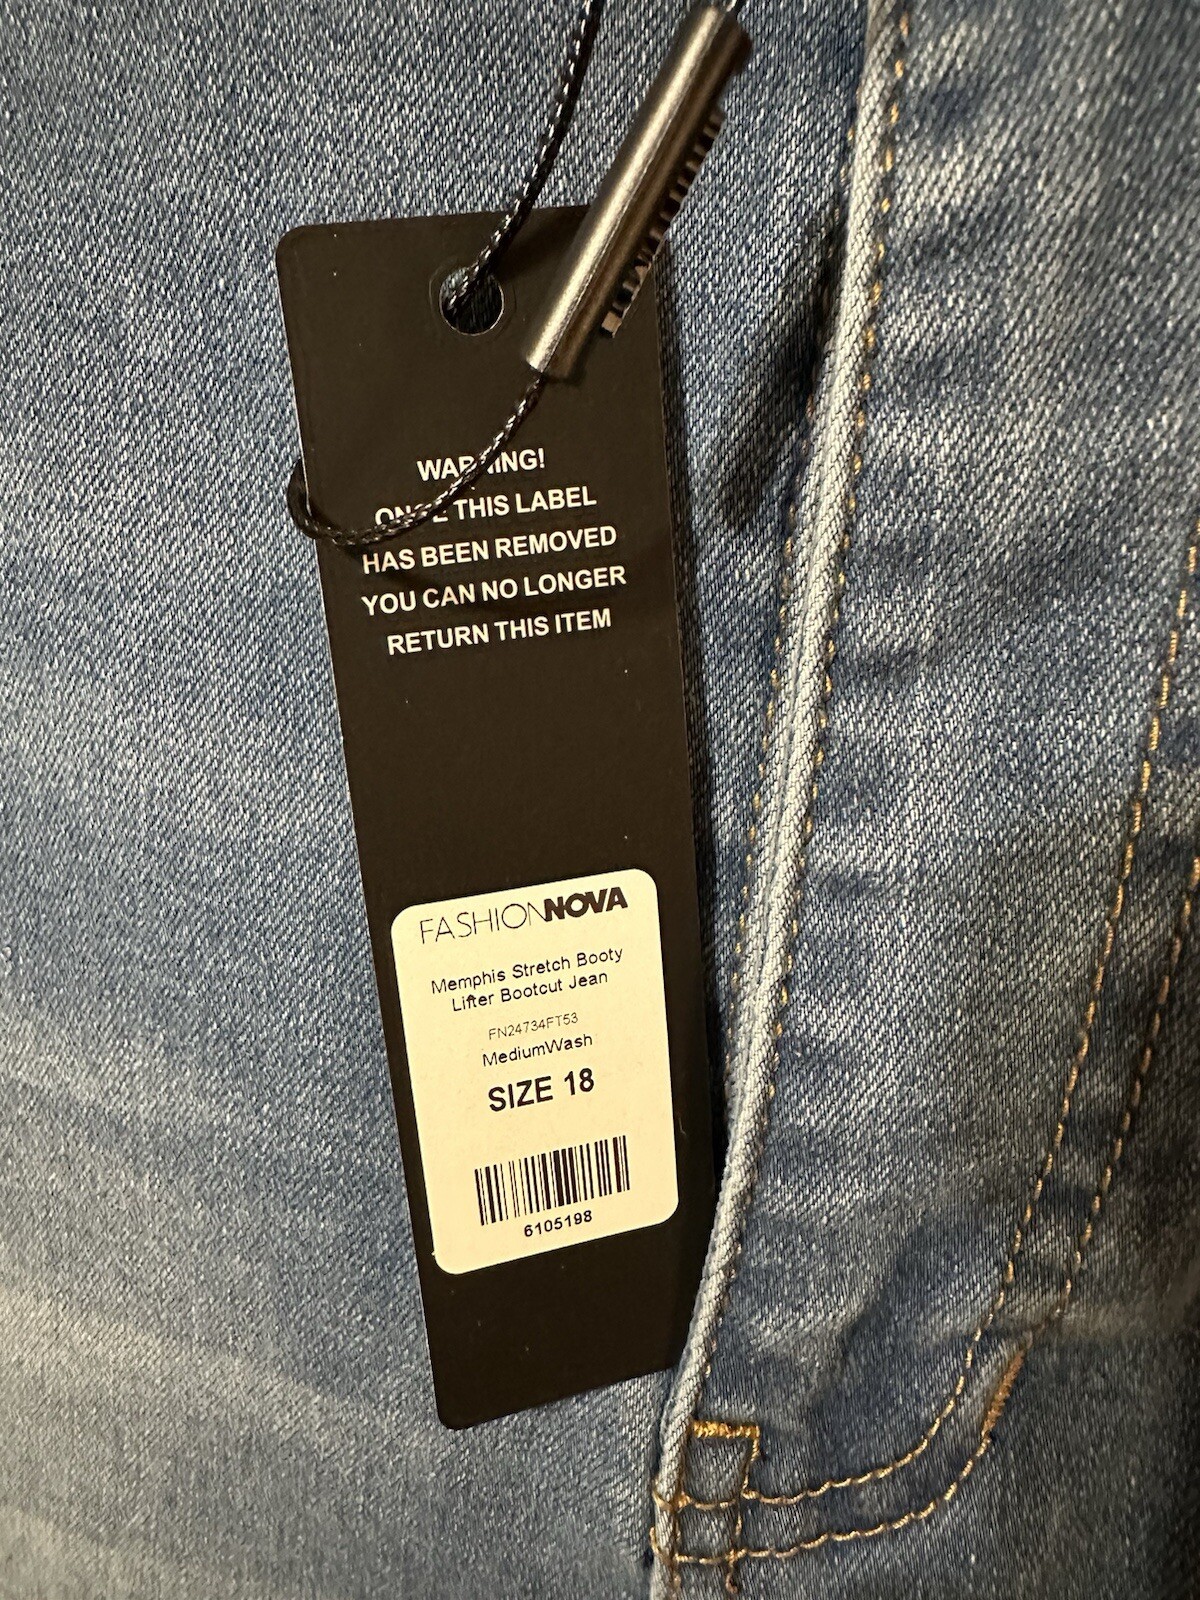 WARNING!
ONCE THIS LABEL
HAS BEEN REMOVED
YOU CAN NO LONGER
RETURN THIS ITEM
FASHIONNOVA
Memphis Stretch Booty
Lifter Bootcut Jean
FN24734FT53
MediumWash
SIZE 18
6105198